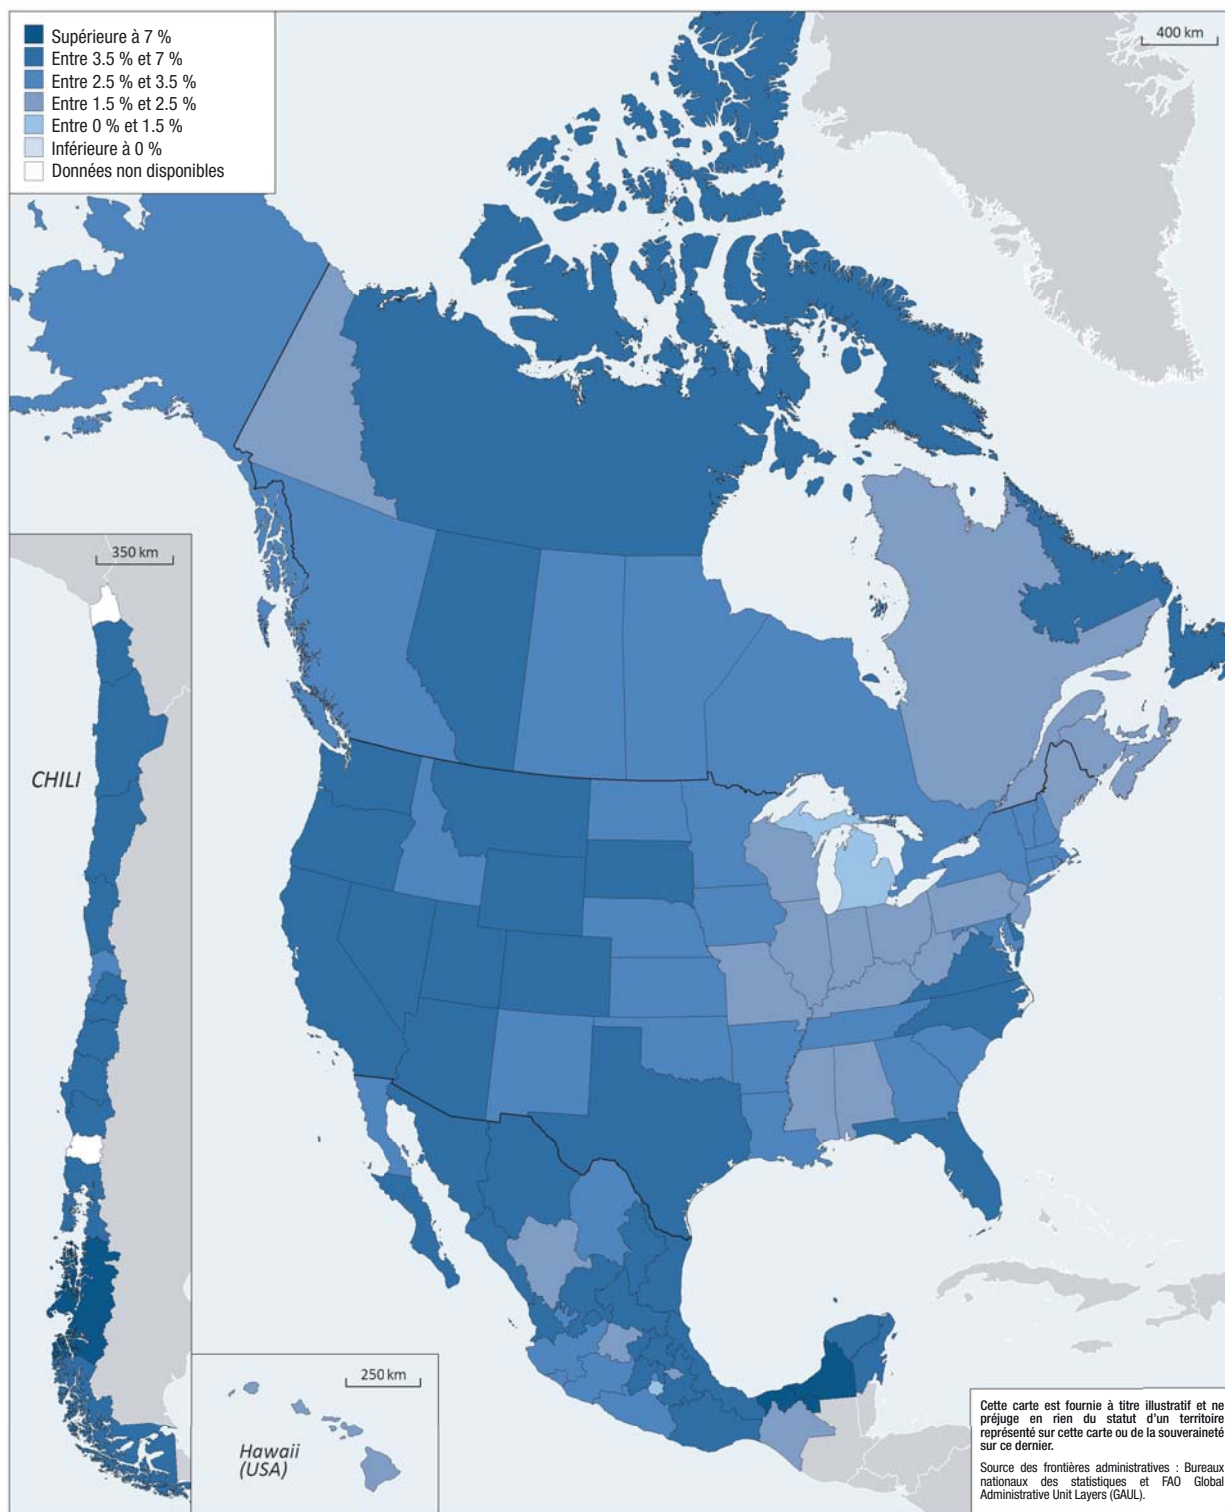 Supérieure à 7 %
Entre 3.5 % et 7 %
Entre 2.5 % et 3.5 %
Entre 1.5 % et 2.5 %
Entre 0 % et 1.5 %
Inférieure à 0 %
Données non disponibles
400 km
350 km
CHILI
250 km
Hawaii
(USA)
Cette carte est fournie à titre illustratif et ne
préjuge en rien du statut d'un territoire
représenté sur cette carte ou de la souveraineté
sur ce dernier.
Source des frontières administratives : Bureaux
nationaux des statistiques et FAO Global
Administrative Unit Layers (GAUL).